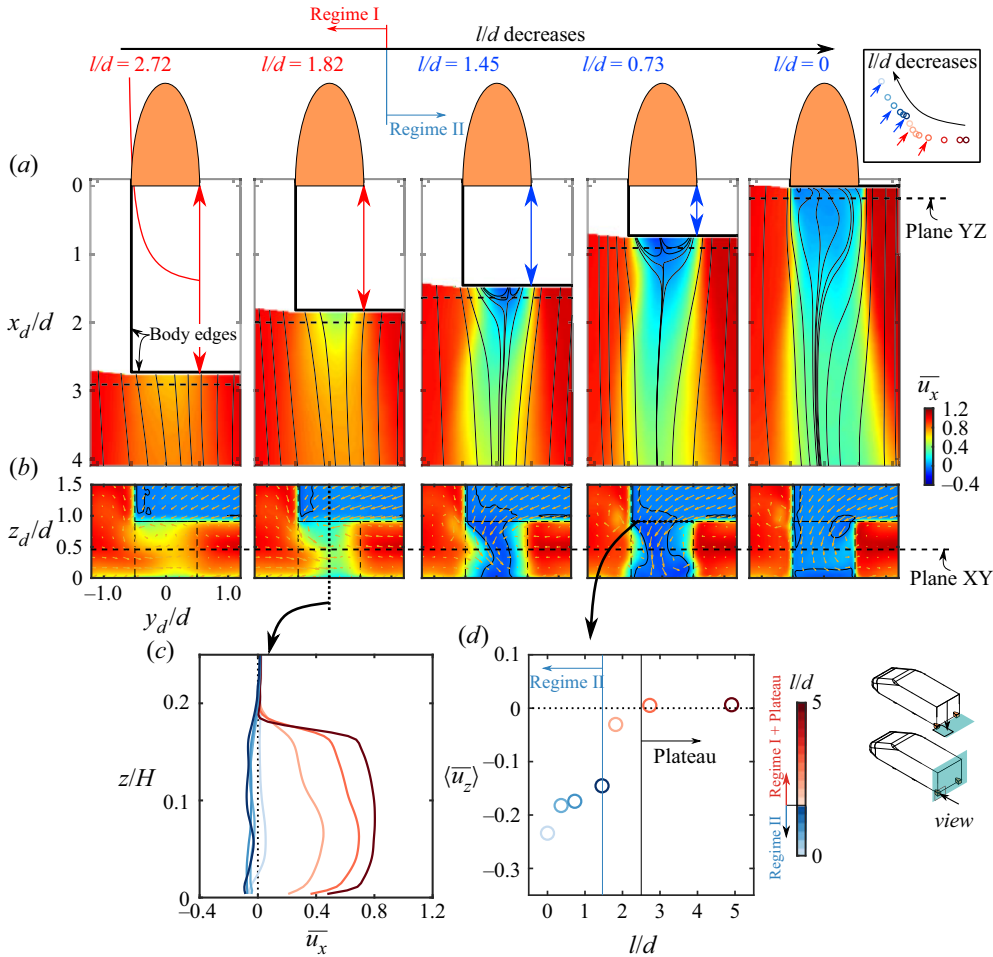 Regime I
l/d decreases
l/d = 2.72
l/d = 1.82
l/d = 1.45
l/d = 0.73
l/d = 0
Regime II
l/d decreases
(a)
0
1
2
3
4
x_d/d
Body edges
Plane YZ
\overline{u_x}
1.2
0.8
0.4
0
−0.4
(b)
1.5
1.0
0.5
0
z_d/d
−1.0 0 1.0
y_d/d
Plane XY
(c)
0.2
0.1
0
z/H
−0.4 0 0.4 0.8 1.2
\overline{u_x}
(d)
0.1
0
−0.1
−0.2
−0.3
⟨\overline{u_z}⟩
Regime II
Plateau
0 1 2 3 4 5
l/d
l/d
5
0
Regime I + Plateau
Regime II
view